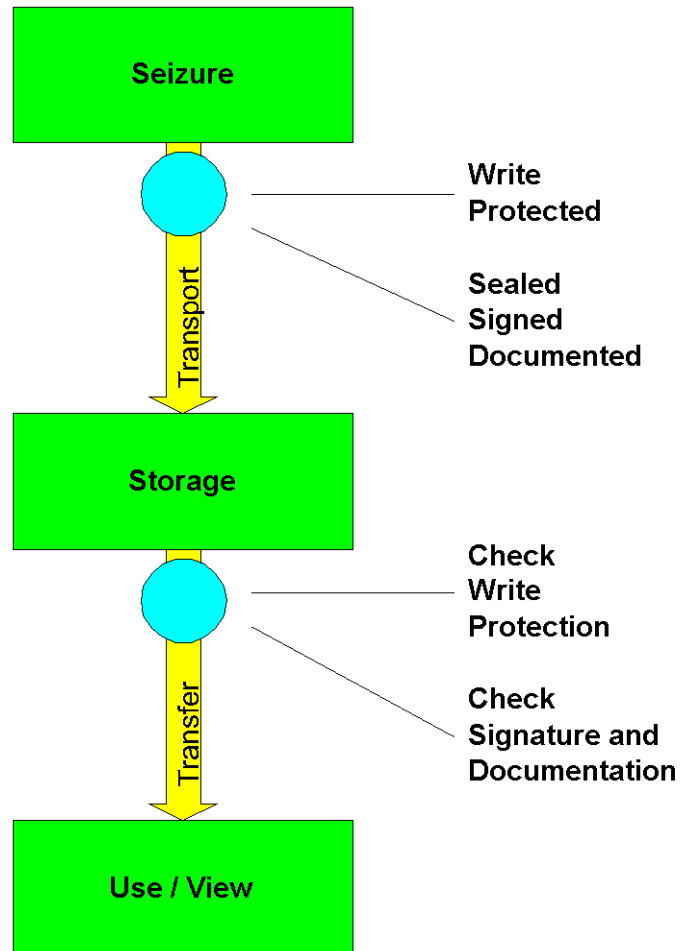 Seizure
Write
Protected
Sealed
Signed
Documented
Transport
Storage
Check
Write
Protection
Check
Signature and
Documentation
Transfer
Use / View